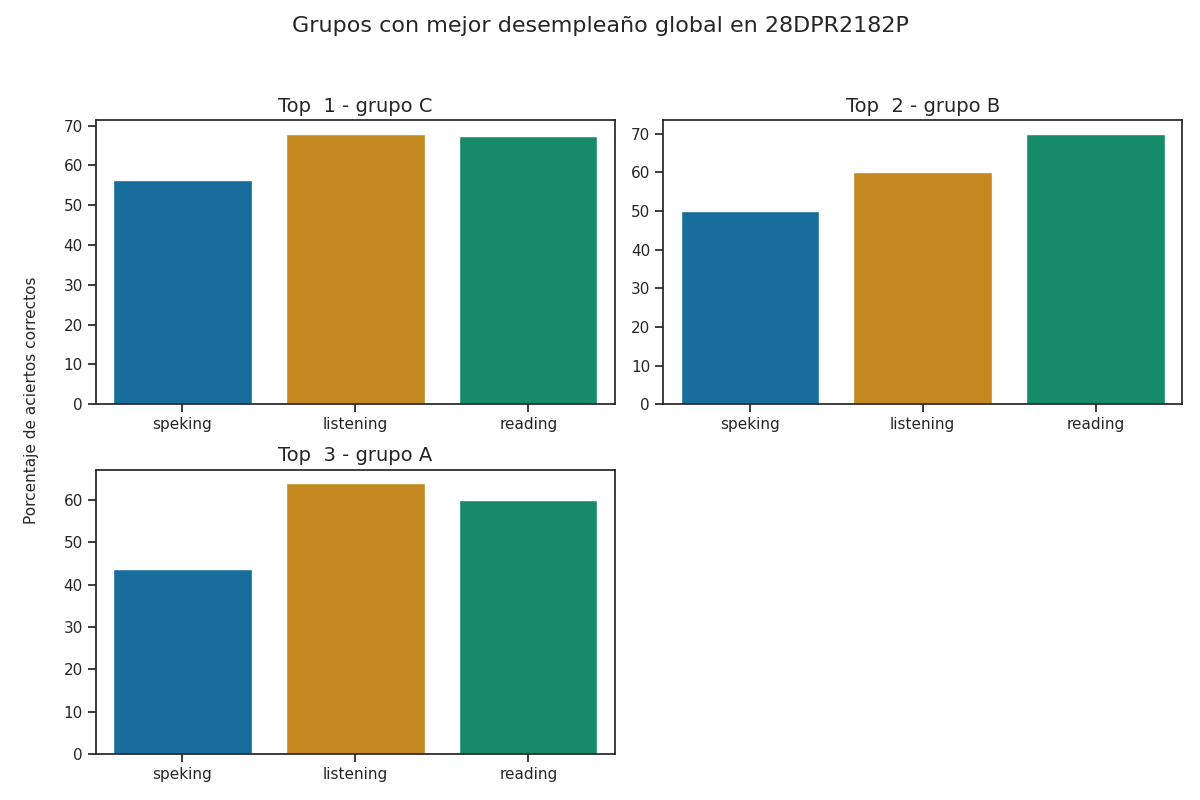 Grupos con mejor desempleaño global en 28DPR2182P
Porcentaje de aciertos correctos
Top  1 - grupo C
70
60
50
40
30
20
10
0
speking listening reading
Top  2 - grupo B
70
60
50
40
30
20
10
0
speking listening reading
Top  3 - grupo A
60
50
40
30
20
10
0
speking listening reading